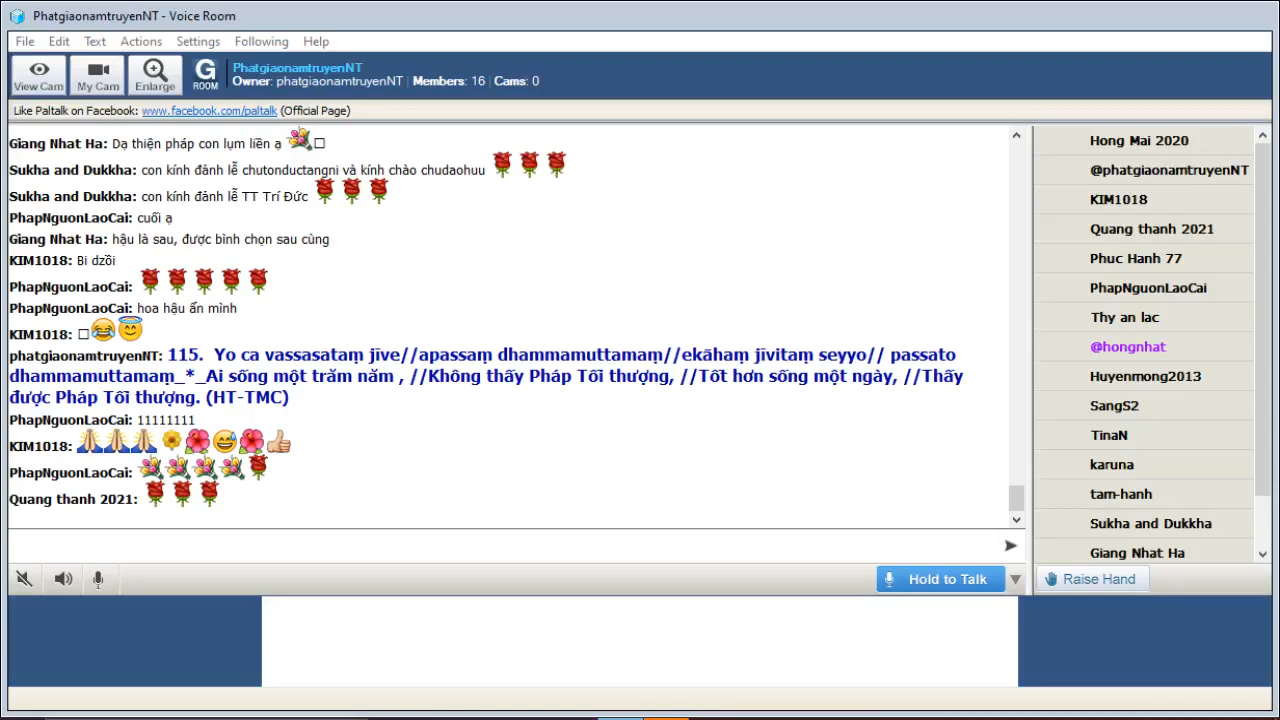 PhatgiaonamtruyenNT - Voice Room
File Edit Text Actions Settings Following Help
View Cam My Cam Enlarge G ROOM
PhatgiaonamtruyenNT
Owner: phatgiaonamtruyenNT | Members: 16 | Cams: 0
Like Paltalk on Facebook: www.facebook.com/paltalk (Official Page)
Giang Nhat Ha: Dạ thiện pháp con lụm liền ạ
Sukha and Dukkha: con kính đảnh lễ chutonductangni và kính chào chudaohuu
Sukha and Dukkha: con kính đảnh lễ TT Trí Đức
PhapNguonLaoCai: cuối ạ
Giang Nhat Ha: hậu là sau, được bình chọn sau cùng
KIM1018: Bi dzồi
PhapNguonLaoCai:
PhapNguonLaoCai: hoa hậu ẩn mình
KIM1018:
phatgiaonamtruyenNT: 115. Yo ca vassasataṃ jīve//apassaṃ dhammamuttamaṃ//ekāhaṃ jīvitaṃ seyyo// passato
dhammamuttamaṃ_*_Ai sống một trăm năm , //Không thấy Pháp Tối thượng, //Tốt hơn sống một ngày, //Thấy
được Pháp Tối thượng. (HT-TMC)
PhapNguonLaoCai: 11111111
KIM1018:
PhapNguonLaoCai:
Quang thanh 2021:
Hong Mai 2020
@phatgiaonamtruyenNT
KIM1018
Quang thanh 2021
Phuc Hanh 77
PhapNguonLaoCai
Thy an lac
@hongnhat
Huyenmong2013
SangS2
TinaN
karuna
tam-hanh
Sukha and Dukkha
Giang Nhat Ha
Hold to Talk
Raise Hand